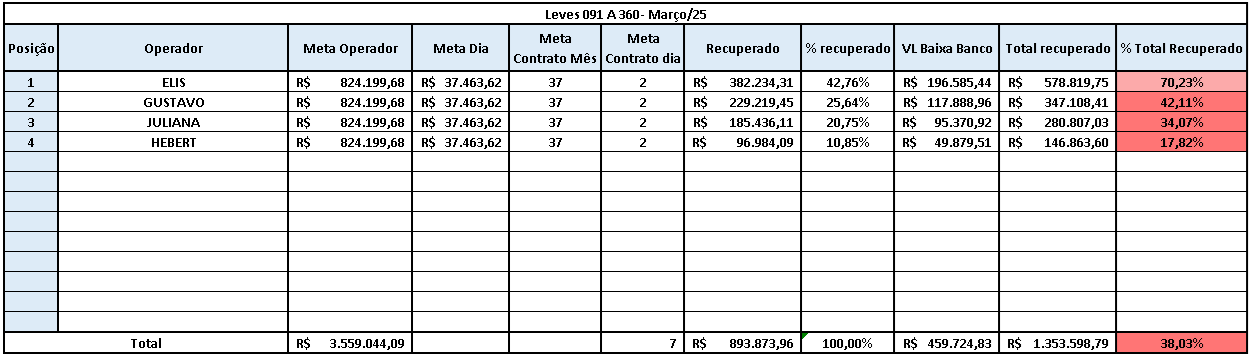 Leves 091 A 360- Março/25
Posição Operador Meta Operador Meta Dia Meta Contrato Mês Meta Contrato dia Recuperado % recuperado VL Baixa Banco Total recuperado % Total Recuperado
1 ELIS R$ 824.199,68 R$ 37.463,62 37 2 R$ 382.234,31 42,76% R$ 196.585,44 R$ 578.819,75 70,23%
2 GUSTAVO R$ 824.199,68 R$ 37.463,62 37 2 R$ 229.219,45 25,64% R$ 117.888,96 R$ 347.108,41 42,11%
3 JULIANA R$ 824.199,68 R$ 37.463,62 37 2 R$ 185.436,11 20,75% R$ 95.370,92 R$ 280.807,03 34,07%
4 HEBERT R$ 824.199,68 R$ 37.463,62 37 2 R$ 96.984,09 10,85% R$ 49.879,51 R$ 146.863,60 17,82%
Total R$ 3.559.044,09 7 R$ 893.873,96 100,00% R$ 459.724,83 R$ 1.353.598,79 38,03%